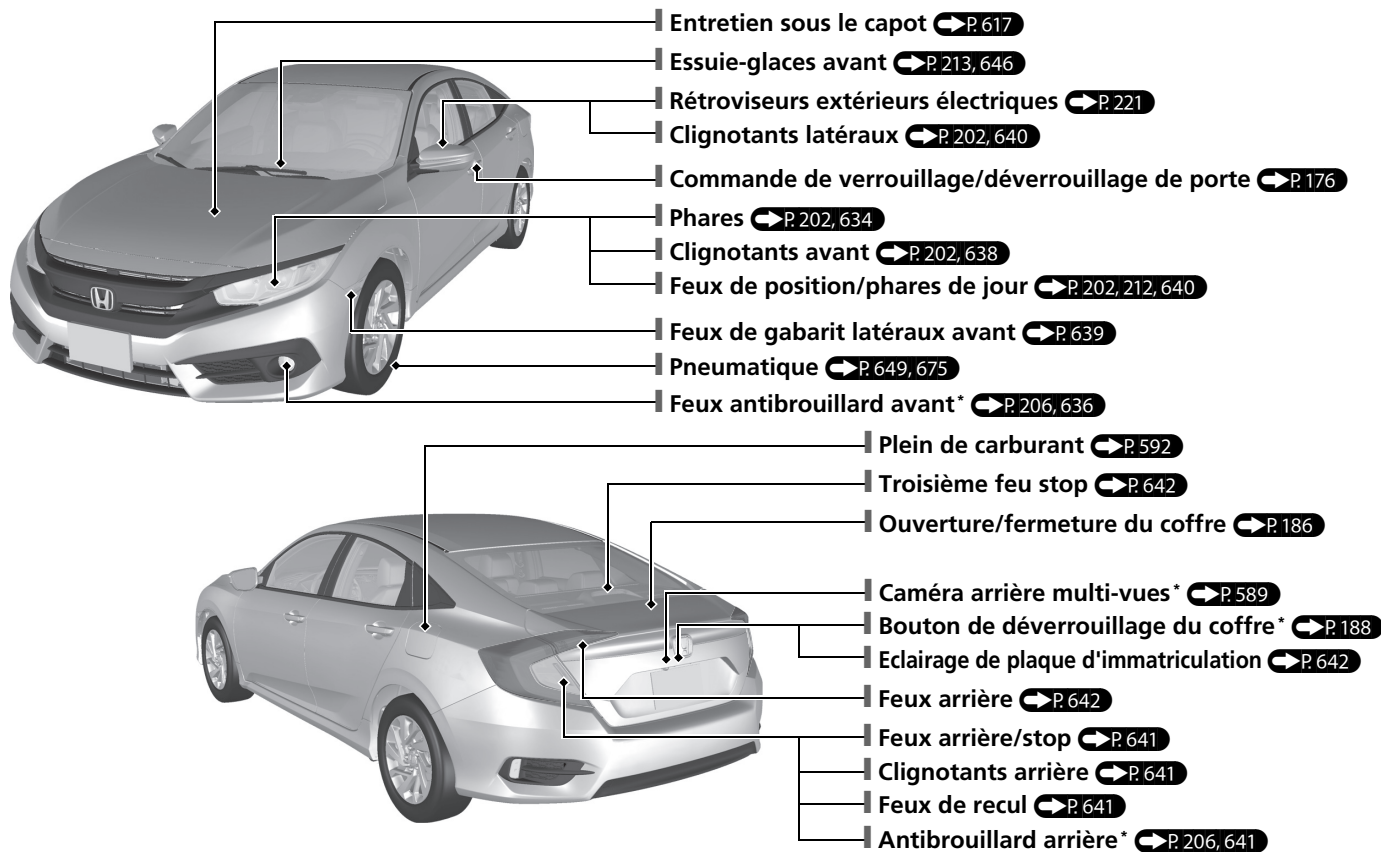 Entretien sous le capot P. 617
Essuie-glaces avant P. 213, 646
Rétroviseurs extérieurs électriques P. 221
Clignotants latéraux P. 202, 640
Commande de verrouillage/déverrouillage de porte P. 176
Phares P. 202, 634
Clignotants avant P. 202, 638
Feux de position/phares de jour P. 202, 212, 640
Feux de gabarit latéraux avant P. 639
Pneumatique P. 649, 675
Feux antibrouillard avant* P. 206, 636
Plein de carburant P. 592
Troisième feu stop P. 642
Ouverture/fermeture du coffre P. 186
Caméra arrière multi-vues* P. 589
Bouton de déverrouillage du coffre* P. 188
Eclairage de plaque d'immatriculation P. 642
Feux arrière P. 642
Feux arrière/stop P. 641
Clignotants arrière P. 641
Feux de recul P. 641
Antibrouillard arrière* P. 206, 641